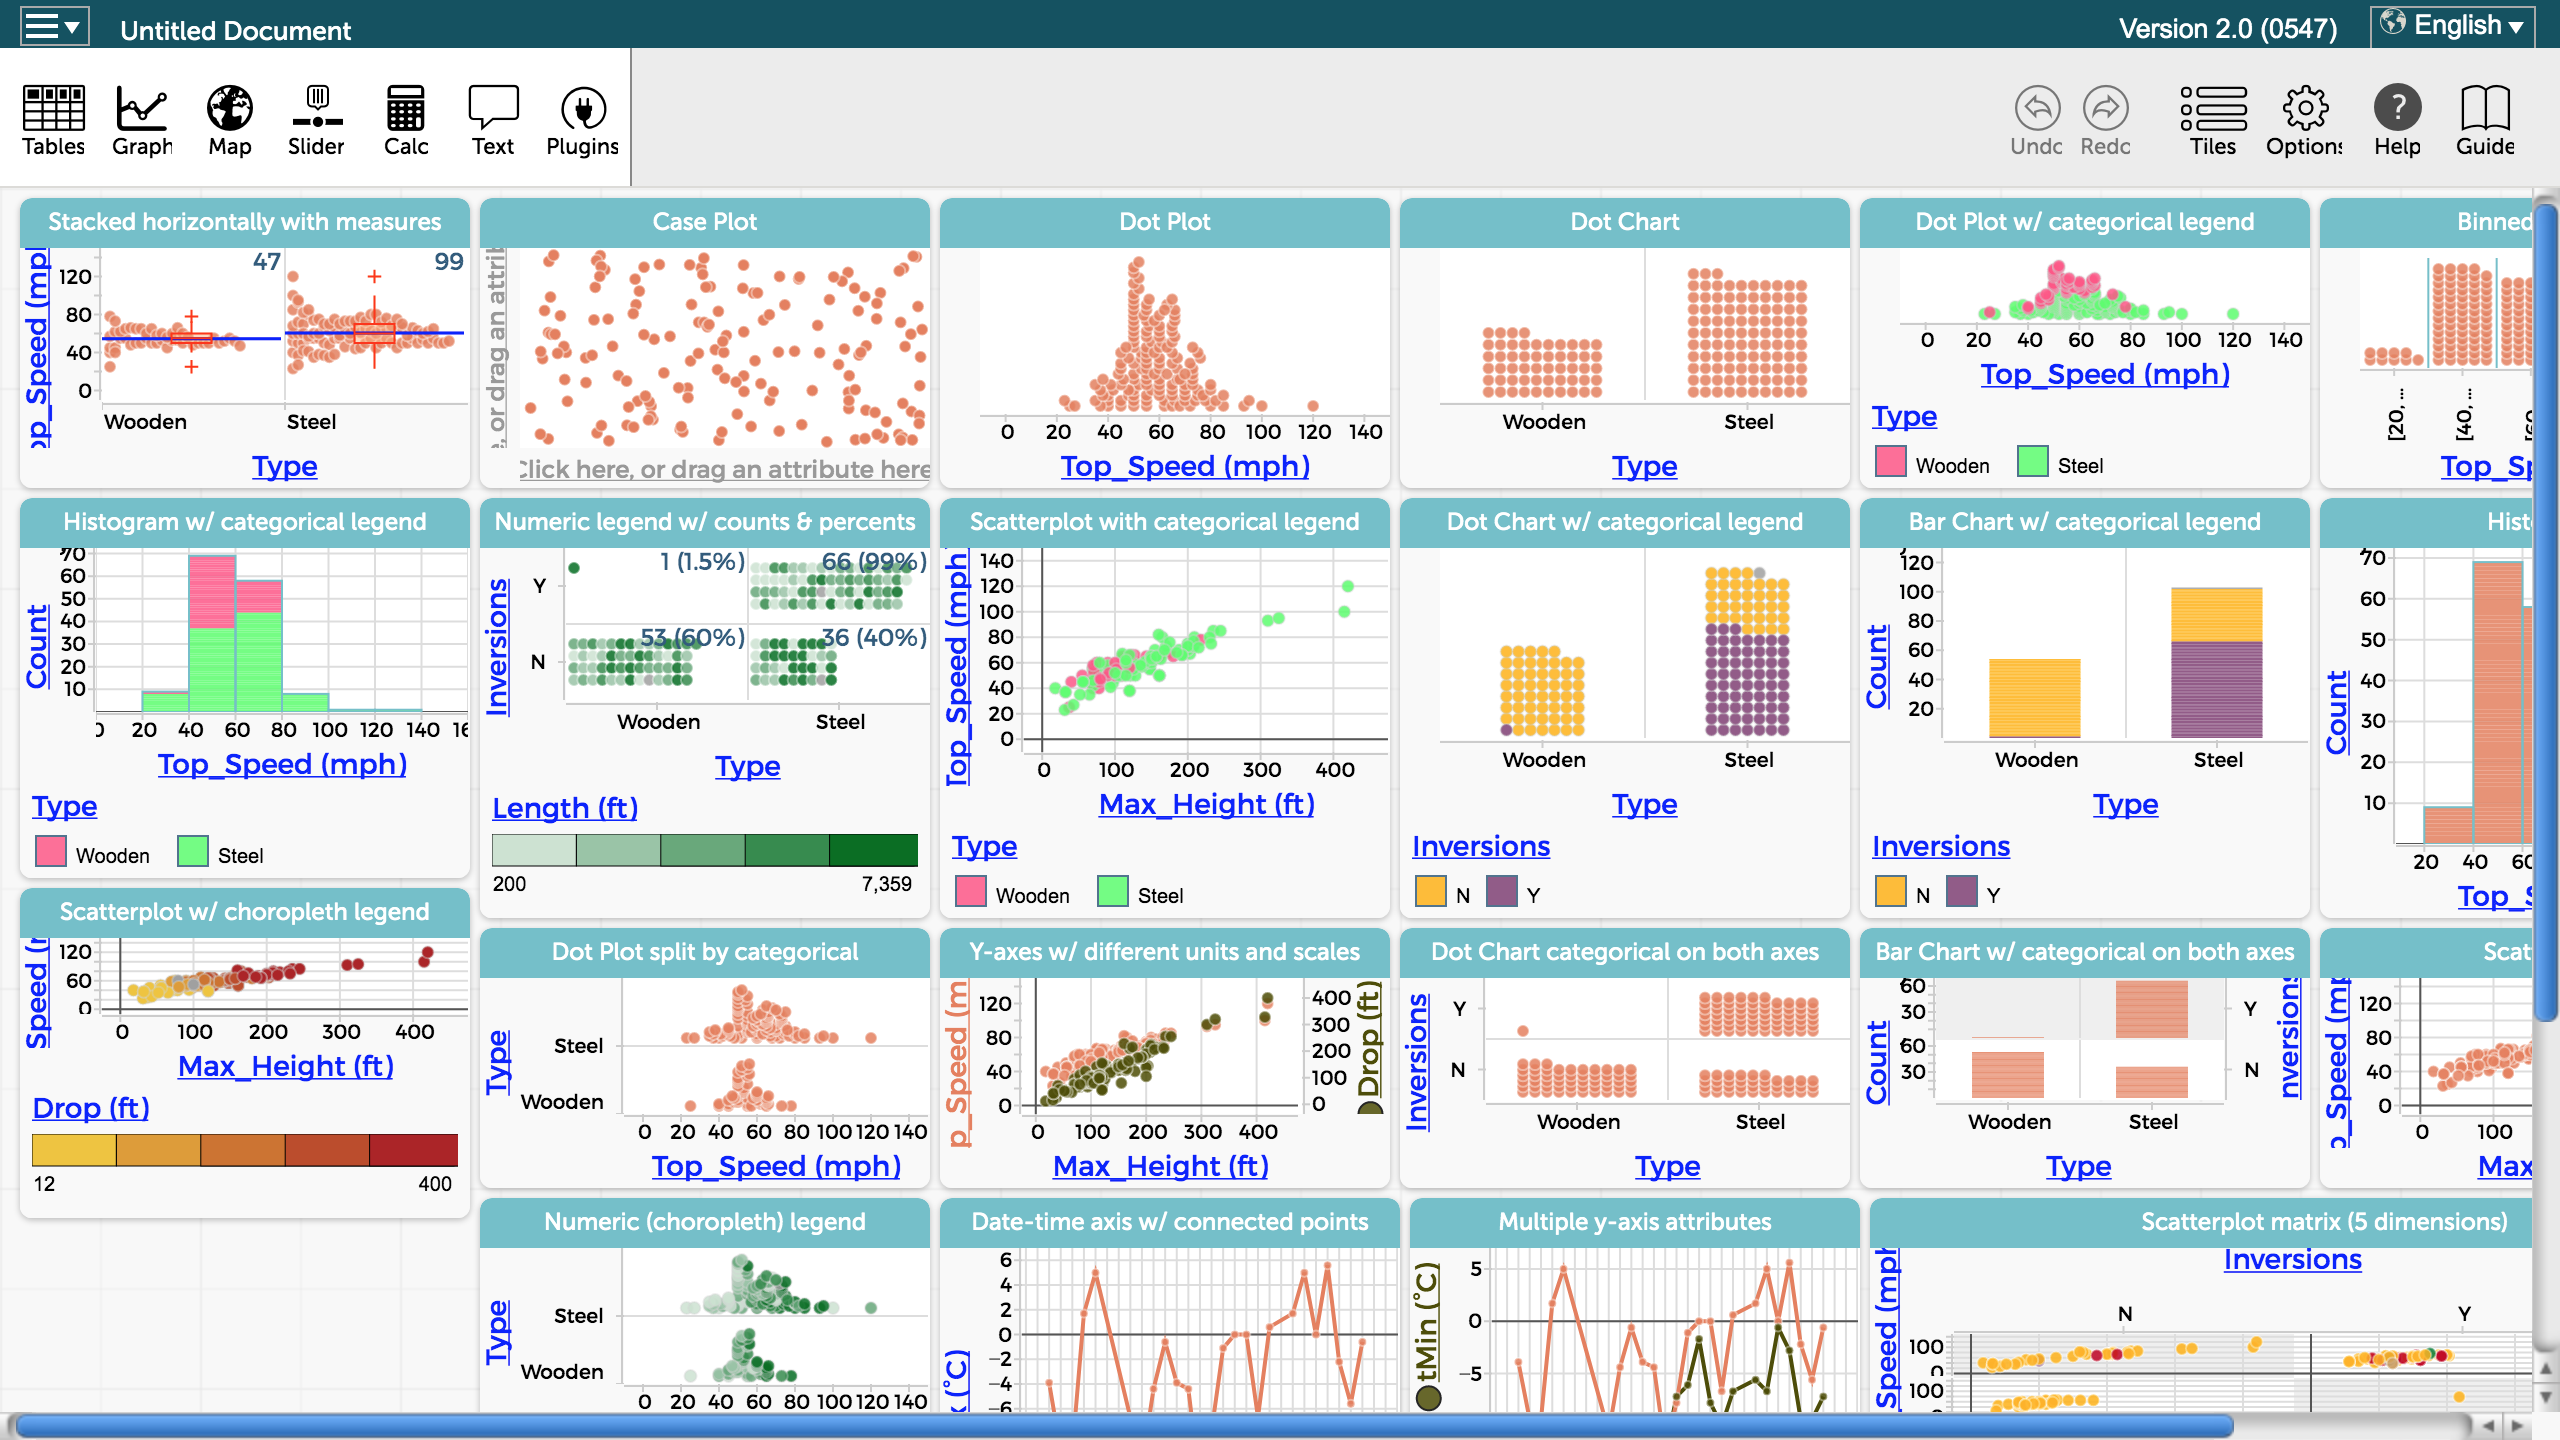 Untitled Document
Version 2.0 (0547)
English
Tables
Graph
Map
Slider
Calc
Text
Plugins
Undo
Redo
Tiles
Options
Help
Guide
Stacked horizontally with measures
47
99
120
80
40
0
Wooden
Steel
Type
Case Plot
Click here, or drag an attribute here
Dot Plot
0 20 40 60 80 100 120 140
Top_Speed (mph)
Dot Chart
Wooden
Steel
Type
Dot Plot w/ categorical legend
0 20 40 60 80 100 120 140
Top_Speed (mph)
Type
Wooden
Steel
Binned
[20, ...
[40, ...
Histogram w/ categorical legend
Count
70
60
50
40
30
20
10
0 20 40 60 80 100 120 140
Top_Speed (mph)
Type
Wooden
Steel
Numeric legend w/ counts & percents
Inversions
Y
N
1 (1.5%)
66 (99%)
53 (60%)
36 (40%)
Wooden
Steel
Type
Length (ft)
200
7,359
Scatterplot with categorical legend
Top_Speed (mph
140
120
100
80
60
40
20
0
0 100 200 300 400
Max_Height (ft)
Type
Wooden
Steel
Dot Chart w/ categorical legend
Wooden
Steel
Type
Inversions
N
Y
Bar Chart w/ categorical legend
Count
120
100
80
60
40
20
Wooden
Steel
Type
Inversions
N
Y
Hist
Count
70
60
50
40
30
20
10
20 40
Top_
Scatterplot w/ choropleth legend
Speed
120
60
0
0 100 200 300 400
Max_Height (ft)
Drop (ft)
12
400
Dot Plot split by categorical
Type
Steel
Wooden
0 20 40 60 80 100 120 140
Top_Speed (mph)
Y-axes w/ different units and scales
p_Speed (m
120
80
40
0
400
300
200
100
0
Drop (ft)
0 100 200 300 400
Max_Height (ft)
Dot Chart categorical on both axes
Inversions
Y
N
Wooden
Steel
Type
Bar Chart w/ categorical on both axes
Count
60
30
60
30
Y
N
nversions
Wooden
Steel
Type
Scat
_Speed (mp
120
80
40
0
0 100
Max
Numeric (choropleth) legend
Type
Steel
Wooden
0 20 40 60 80 100 120 140
Date-time axis w/ connected points
(°C)
6
4
2
0
−2
−4
−6
Multiple y-axis attributes
tMin (°C)
5
0
−5
Scatterplot matrix (5 dimensions)
Inversions
N
Y
Speed (mph
100
0
100